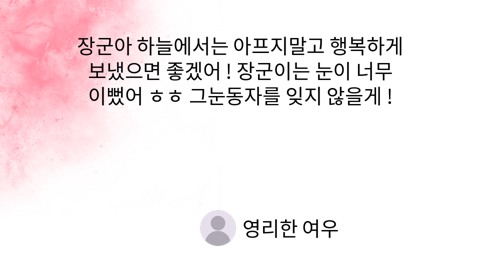 장군아 하늘에서는 아프지말고 행복하게
보냈으면 좋겠어 ! 장군이는 눈이 너무
이뻤어 ㅎㅎ 그눈동자를 잊지 않을게 !
영리한 여우